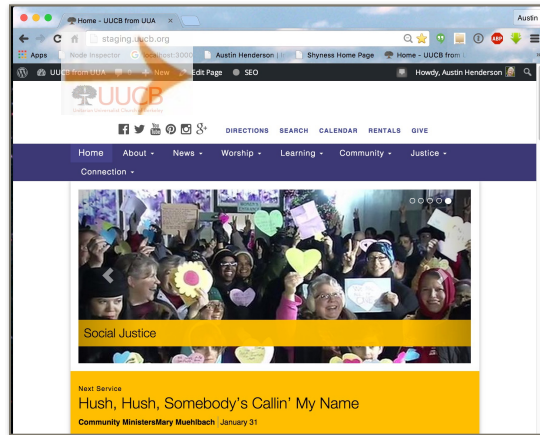 Home - UUCB from UUA
Austin
staging.uucb.org
Apps Node Inspector localhost:3000 Austin Henderson Shyness Home Page Home - UUCB from
UUCB from UUA New Edit Page SEO Howdy, Austin Henderson
UUCB
DIRECTIONS SEARCH CALENDAR RENTALS GIVE
Home About News Worship Learning Community Justice
Connection
Social Justice
Next Service
Hush, Hush, Somebody's Callin' My Name
Community MinistersMary Muehlbach | January 31